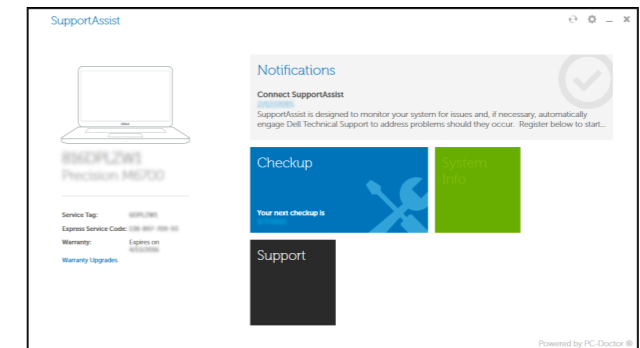 SupportAssist
Notifications
Connect SupportAssist
SupportAssist is designed to monitor your system for issues and, if necessary, automatically
engage Dell Technical Support to address problems should they occur. Register below to start...
Precision M6700
Checkup
System
Info
Your next checkup is
Service Tag:
Express Service Code:
Warranty: Expires on
Warranty Upgrades
Support
Powered by PC-Doctor ®